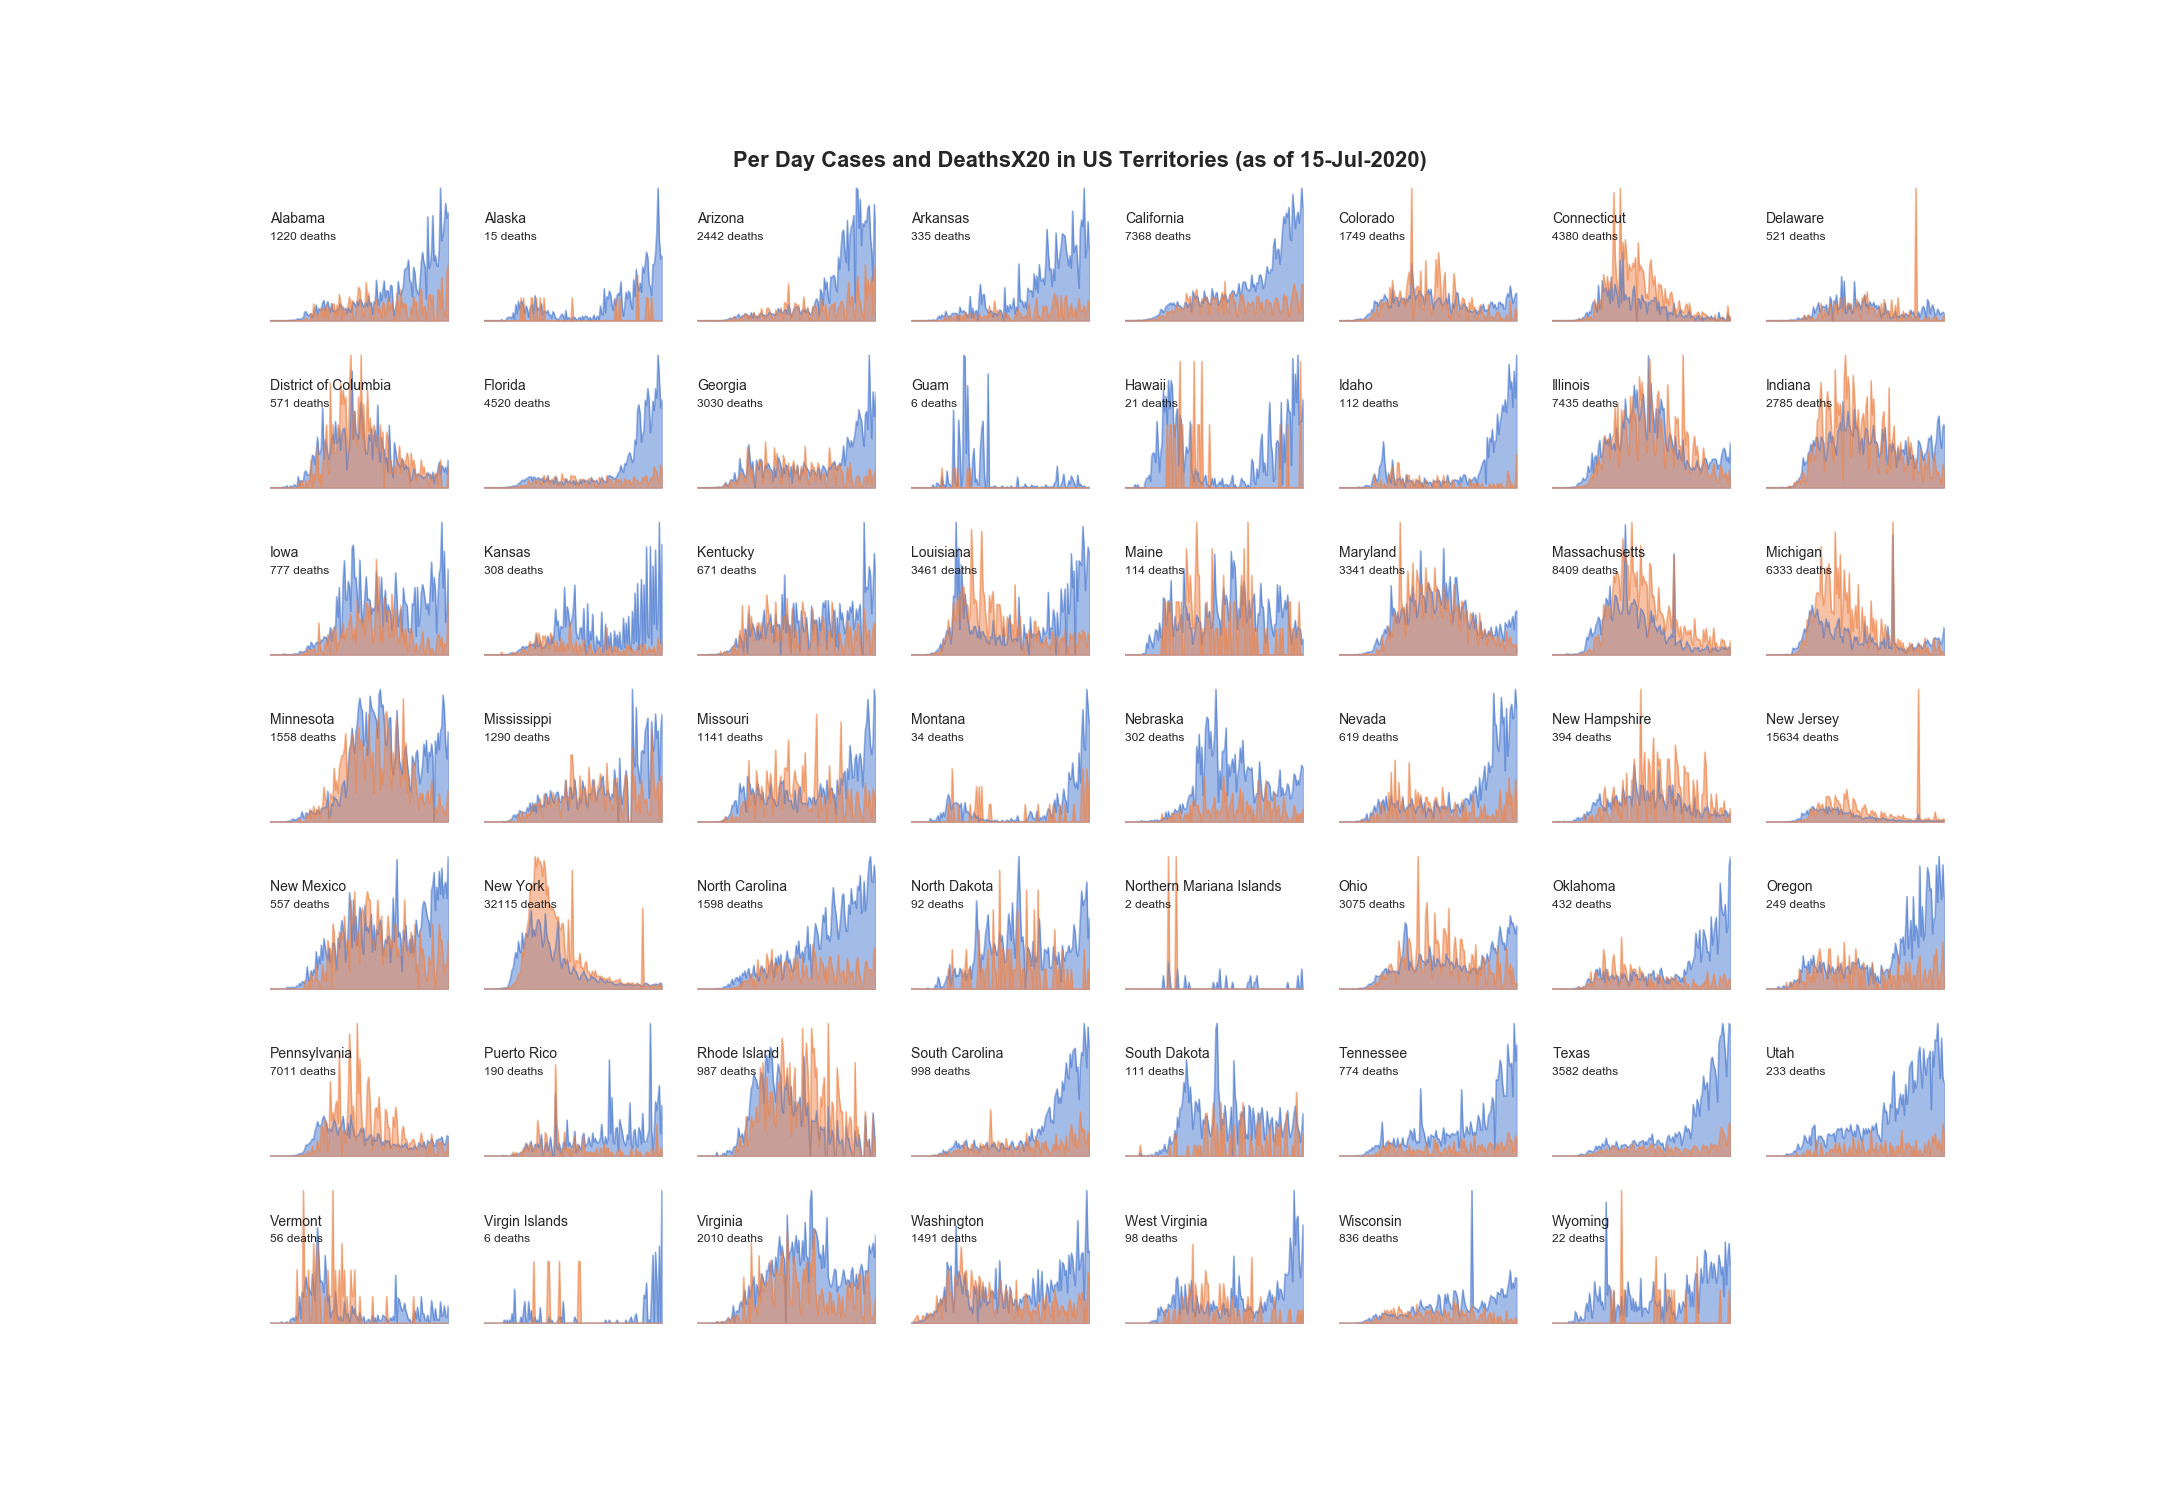 Per Day Cases and DeathsX20 in US Territories (as of 15-Jul-2020)
Alabama
1220 deaths
Alaska
15 deaths
Arizona
2442 deaths
Arkansas
335 deaths
California
7368 deaths
Colorado
1749 deaths
Connecticut
4380 deaths
Delaware
521 deaths
District of Columbia
571 deaths
Florida
4520 deaths
Georgia
3030 deaths
Guam
6 deaths
Hawaii
21 deaths
Idaho
112 deaths
Illinois
7435 deaths
Indiana
2785 deaths
Iowa
777 deaths
Kansas
308 deaths
Kentucky
671 deaths
Louisiana
3461 deaths
Maine
114 deaths
Maryland
3341 deaths
Massachusetts
8409 deaths
Michigan
6333 deaths
Minnesota
1558 deaths
Mississippi
1290 deaths
Missouri
1141 deaths
Montana
34 deaths
Nebraska
302 deaths
Nevada
619 deaths
New Hampshire
394 deaths
New Jersey
15634 deaths
New Mexico
557 deaths
New York
32115 deaths
North Carolina
1598 deaths
North Dakota
92 deaths
Northern Mariana Islands
2 deaths
Ohio
3075 deaths
Oklahoma
432 deaths
Oregon
249 deaths
Pennsylvania
7011 deaths
Puerto Rico
190 deaths
Rhode Island
987 deaths
South Carolina
998 deaths
South Dakota
111 deaths
Tennessee
774 deaths
Texas
3582 deaths
Utah
233 deaths
Vermont
56 deaths
Virgin Islands
6 deaths
Virginia
2010 deaths
Washington
1491 deaths
West Virginia
98 deaths
Wisconsin
836 deaths
Wyoming
22 deaths